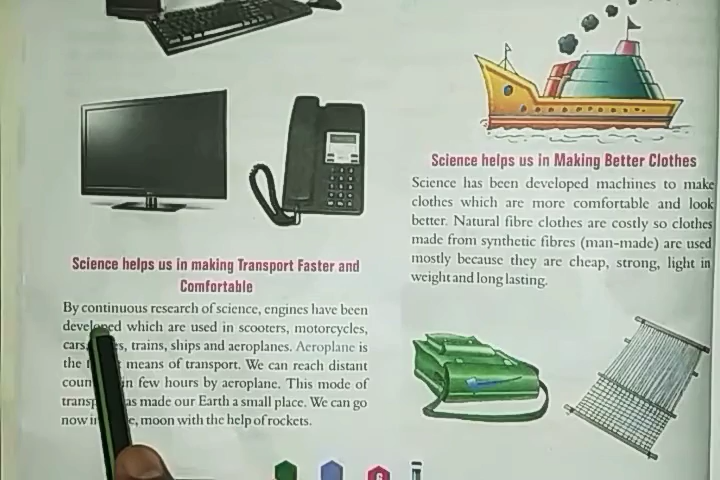 Science helps us in making Transport Faster and
Comfortable
By continuous research of science, engines have been
developed which are used in scooters, motorcycles,
cars, trains, ships and aeroplanes. Aeroplane is
the means of transport. We can reach distant
in few hours by aeroplane. This mode of
made our Earth a small place. We can go
now moon with the help of rockets.
Science helps us in Making Better Clothes
Science has been developed machines to make
clothes which are more comfortable and look
better. Natural fibre clothes are costly so clothes
made from synthetic fibres (man-made) are used
mostly because they are cheap, strong, light in
weight and long lasting.
6